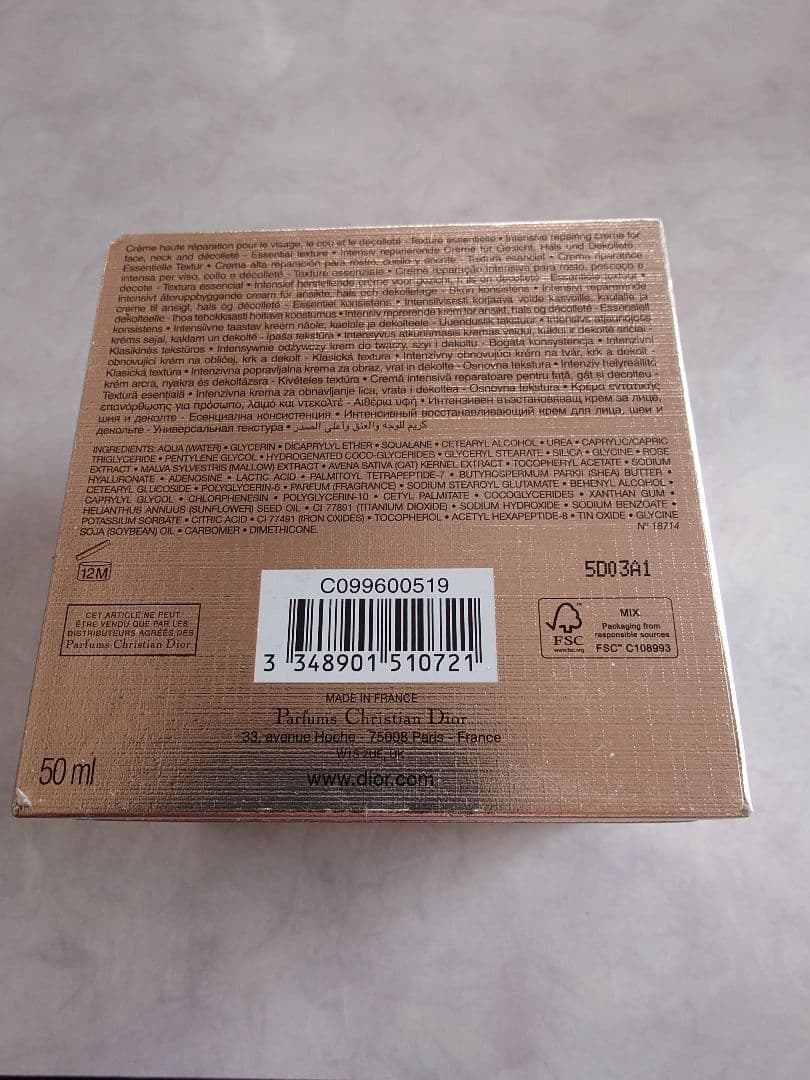 Crème haute réparation pour le visage, le cou et le décolleté - Texture essentielle • Intensive repairing creme for
face, neck and décolleté - Essential texture • Intensiv reparierende Creme für Gesicht, Hals und Dekolleté
Essentielle Textur • Crema alta reparación para rostro, cuello y escote - Textura esencial • Crema riparatrice
intensa per viso, collo e décolleté - Texture essenziale • Creme reparação intensiva para rosto, pescoço e
decote - Textura essencial • Intensief herstellende crème voor gezicht, hals en decolleté - Essentiële textuur •
Intensivt återuppbyggande cream för ansikte, hals och dekolletage - Skön konsistens • Intensivt reparerende
creme til ansigt, hals og décolleté - Essentiel konsistens • Intensiivisesti korjaava voide kasvoille, kaulalle ja
dekolteelle - Ihoa tehokkaasti hoitava koostumus • Intensiv reprerende krem for ansikt, hals og décolleté - Essensiell
konsistens • Intensiivne taastav kreem näole, kaelale ja dekolteele - Uuenduslik tekstuur • Intensīvs atjaunojošs
krēms sejai, kaklam un dekoltē - Īpaša tekstūra • Intensyvus atkuriamasis kremas veidui, kaklui ir dekoltė sričiai
Klasikinės tekstūros • Intensywnie odżywczy krem do twarzy, szyi i dekoltu - Bogata konsystencja • Intenzívní
obnovující krém na obličej, krk a dekolt - Klasická textura • Intenzívny obnovujúci krém na tvár, krk a dekolt -
Klasická textúra • Intenzivna popravljalna krema za obraz, vrat in dekolte - Osnovna tekstura • Intenzív helyreállító
krém arcra, nyakra és dekoltázsra - Kivételes textúra • Cremă intensivă reparatoare pentru faţă, gât si decolteu -
Textură esenţială • Intenzivna krema za obnavljanje lica, vrata i dekoltea - Osnovna tekstura • Κρέμα εντατικής
επανόρθωσης για πρόσωπο, λαιμό και ντεκολτέ - Αιθέρια υφή • Интензивен възстановяващ крем за лице,
шия и деколте - Есенциална консистенция • Интенсивный восстанавливающий крем для лица, шеи и
декольте - Универсальная текстура • كريم للوجه والعنق وأعلى الصدر
INGREDIENTS: AQUA (WATER) • GLYCERIN • DICAPRYLYL ETHER • SQUALANE • CETEARYL ALCOHOL • UREA • CAPRYLIC/CAPRIC
TRIGLYCERIDE • PENTYLENE GLYCOL • HYDROGENATED COCO-GLYCERIDES • GLYCERYL STEARATE • SILICA • GLYCINE • ROSE
EXTRACT • MALVA SYLVESTRIS (MALLOW) EXTRACT • AVENA SATIVA (OAT) KERNEL EXTRACT • TOCOPHERYL ACETATE • SODIUM
HYALURONATE • ADENOSINE • LACTIC ACID • PALMITOYL TETRAPEPTIDE-7 • BUTYROSPERMUM PARKII (SHEA) BUTTER •
CETEARYL GLUCOSIDE • POLYGLYCERIN-6 • PARFUM (FRAGRANCE) • SODIUM STEAROYL GLUTAMATE • BEHENYL ALCOHOL •
CAPRYLYL GLYCOL • CHLORPHENESIN • POLYGLYCERIN-10 • CETYL PALMITATE • COCOGLYCERIDES • XANTHAN GUM •
HELIANTHUS ANNUUS (SUNFLOWER) SEED OIL • CI 77891 (TITANIUM DIOXIDE) • SODIUM HYDROXIDE • SODIUM BENZOATE •
POTASSIUM SORBATE • CITRIC ACID • CI 77491 (IRON OXIDES) • TOCOPHEROL • ACETYL HEXAPEPTIDE-8 • TIN OXIDE • GLYCINE
SOJA (SOYBEAN) OIL • CARBOMER • DIMETHICONE. N° 18714
12M
5D03A1
CET ARTICLE NE PEUT
ÊTRE VENDU QUE PAR LES
DISTRIBUTEURS AGRÉÉS DES
Parfums Christian Dior
C099600519
3 348901 510721
FSC
www.fsc.org
MIX
Packaging from
responsible sources
FSC™ C108993
MADE IN FRANCE
Parfums Christian Dior
33, avenue Hoche - 75008 Paris - France
W1S 2UE, UK
www.dior.com
50 ml